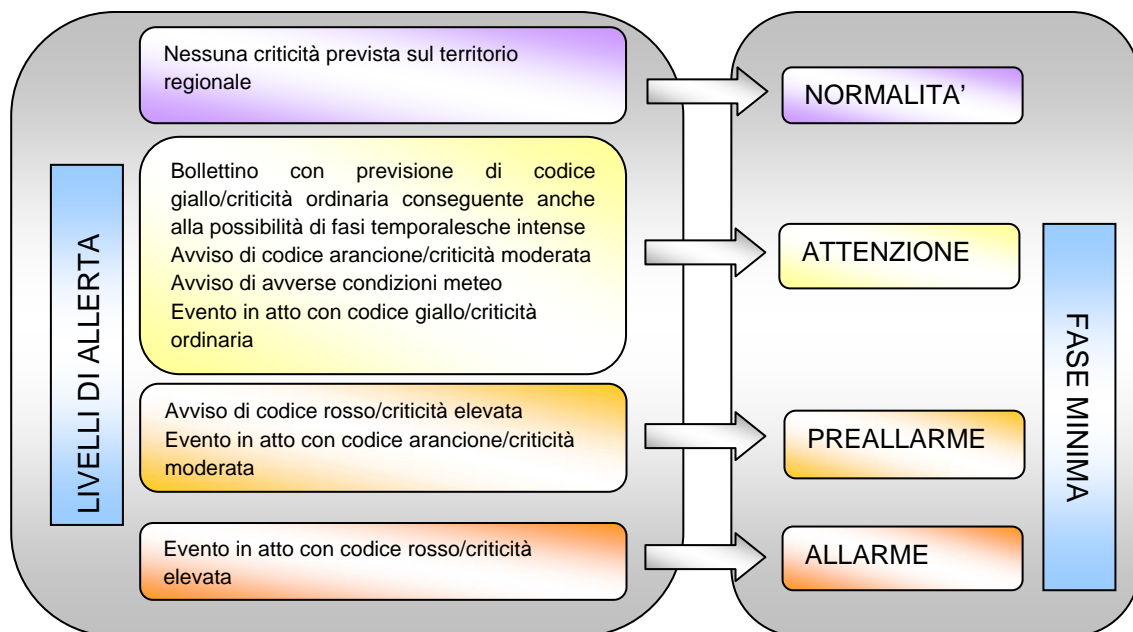 Nessuna criticità prevista sul territorio
regionale
NORMALITA’
LIVELLI DI ALLERTA
Bollettino con previsione di codice
giallo/criticità ordinaria conseguente anche
alla possibilità di fasi temporalesche intense
Avviso di codice arancione/criticità moderata
Avviso di avverse condizioni meteo
Evento in atto con codice giallo/criticità
ordinaria
ATTENZIONE
FASE MINIMA
Avviso di codice rosso/criticità elevata
Evento in atto con codice arancione/criticità
moderata
PREALLARME
Evento in atto con codice rosso/criticità
elevata
ALLARME